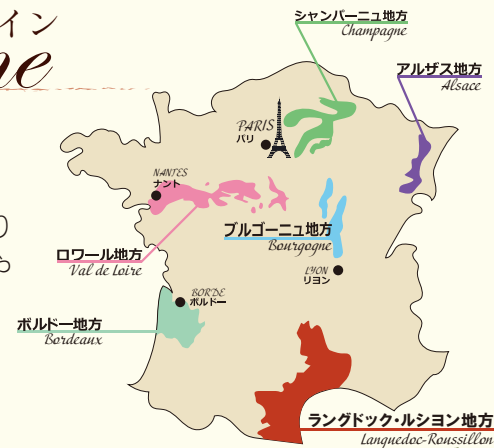 シャンパーニュ地方
Champagne
イン
ne
アルザス地方
Alsace
PARIS
パリ
NANTES
ナント
り
や
ブルゴーニュ地方
Bourgogne
ロワール地方
Val de Loire
LYON
リヨン
BORDE
ボルドー
ボルドー地方
Bordeaux
ラングドック・ルシヨン地方
Languedoc-Roussillon